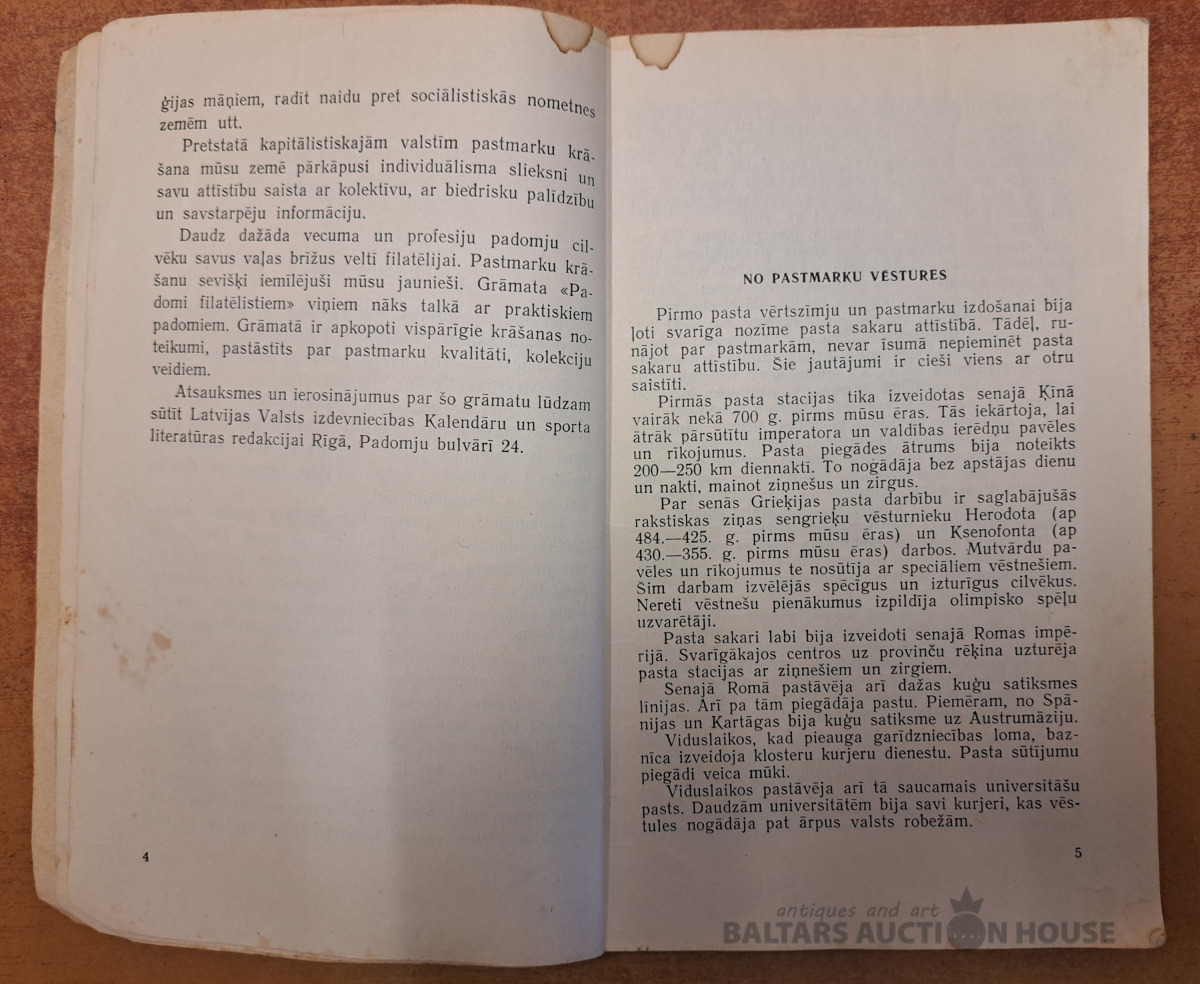 ģijas māņiem, radīt naidu pret sociālistiskās nometnes
zemēm utt.
Pretstatā kapitālistiskajām valstīm pastmarku krā-
šana mūsu zemē pārkāpusi individuālisma slieksni un
savu attīstību saista ar kolektīvu, ar biedrisku palīdzību
un savstarpēju informāciju.
Daudz dažāda vecuma un profesiju padomju cil-
vēku savus vaļas brīžus veltī filatēlijai. Pastmarku krā-
šanu sevišķi iemīlējuši mūsu jaunieši. Grāmata «Pa-
domi filatēlistiem» viņiem nāks talkā ar praktiskiem
padomiem. Grāmatā ir apkopoti vispārīgie krāšanas no-
teikumi, pastāstīts par pastmarku kvalitāti, kolekciju
veidiem.
Atsauksmes un ierosinājumus par šo grāmatu lūdzam
sūtīt Latvijas Valsts izdevniecības Kalendāru un sporta
literatūras redakcijai Rīgā, Padomju bulvārī 24.
4
NO PASTMARKU VĒSTURES
Pirmo pasta vērtszīmju un pastmarku izdošanai bija
ļoti svarīga nozīme pasta sakaru attīstībā. Tādēļ, ru-
nājot par pastmarkām, nevar īsumā nepieminēt pasta
sakaru attīstību. Šie jautājumi ir cieši viens ar otru
saistīti.
Pirmās pasta stacijas tika izveidotas senajā Ķīnā
vairāk nekā 700 g. pirms mūsu ēras. Tās iekārtoja, lai
ātrāk pārsūtītu imperatora un valdības ierēdņu pavēles
un rīkojumus. Pasta piegādes ātrums bija noteikts
200—250 km diennaktī. To nogādāja bez apstājas dienu
un nakti, mainot ziņnešus un zirgus.
Par senās Grieķijas pasta darbību ir saglabājušās
rakstiskas ziņas sengrieķu vēsturnieku Herodota (ap
484.—425. g. pirms mūsu ēras) un Ksenofonta (ap
430.—355. g. pirms mūsu ēras) darbos. Mutvārdu pa-
vēles un rīkojumus te nosūtīja ar speciāliem vēstnešiem.
Šim darbam izvēlējās spēcīgus un izturīgus cilvēkus.
Nereti vēstnešu pienākumus izpildīja olimpisko spēļu
uzvarētāji.
Pasta sakari labi bija izveidoti senajā Romas impē-
rijā. Svarīgākajos centros uz provinču rēķina uzturēja
pasta stacijas ar ziņnešiem un zirgiem.
Senajā Romā pastāvēja arī dažas kuģu satiksmes
līnijas. Arī pa tām piegādāja pastu. Piemēram, no Spā-
nijas un Kartāgas bija kuģu satiksme uz Austrumāziju.
Viduslaikos, kad pieauga garīdzniecības loma, baz-
nīca izveidoja klosteru kurjeru dienestu. Pasta sūtījumu
piegādi veica mūki.
Viduslaikos pastāvēja arī tā saucamais universitāšu
pasts. Daudzām universitātēm bija savi kurjeri, kas vēs-
tules nogādāja pat ārpus valsts robežām.
5
antiques and art
BALTARS AUCTION HOUSE